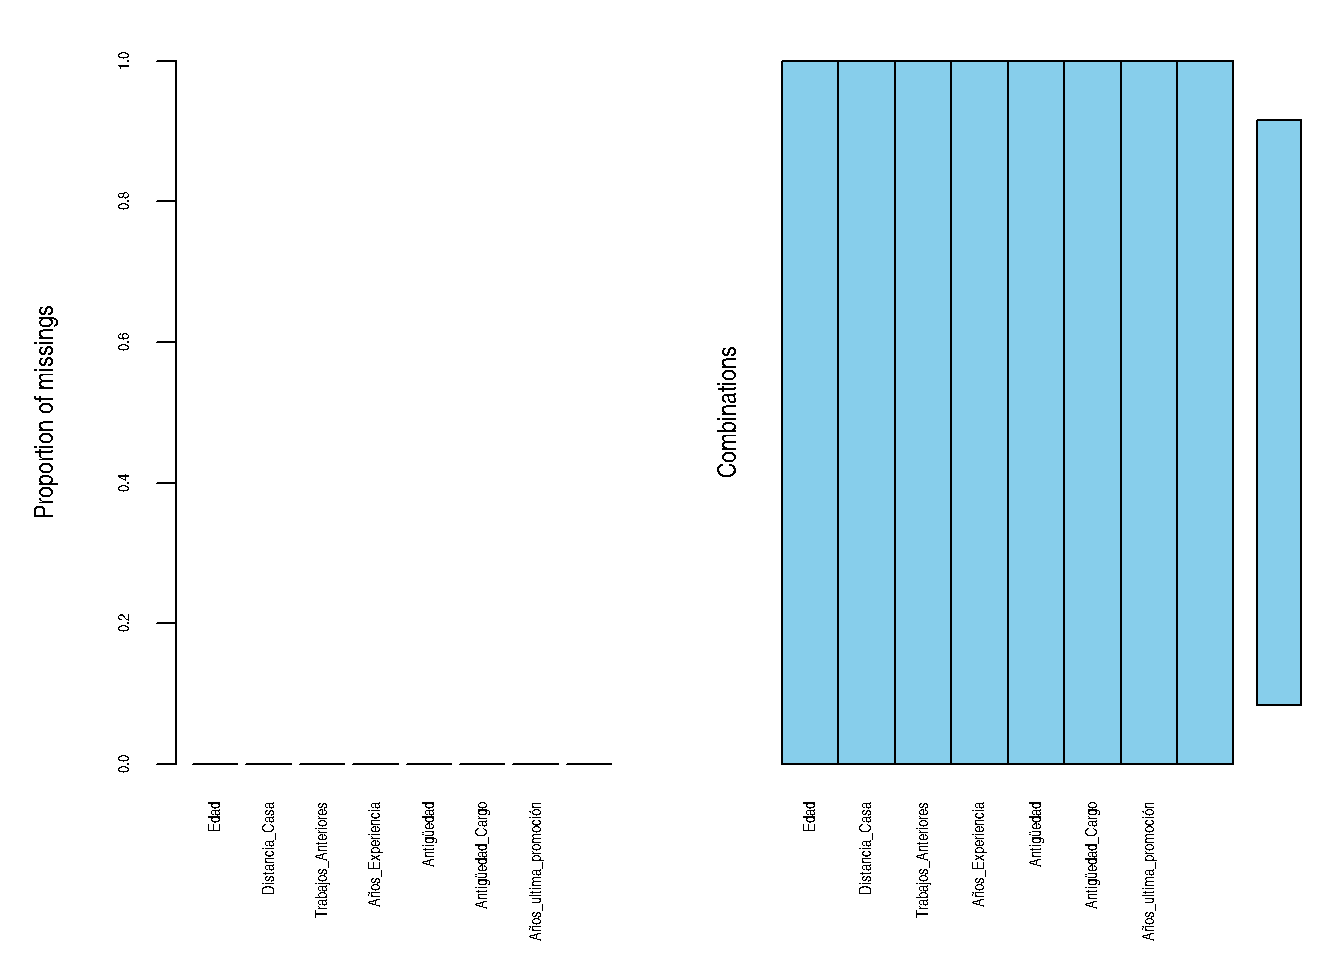 Proportion of missings
1.0
0.8
0.6
0.4
0.2
0.0
Edad
Distancia_Casa
Trabajos_Anteriores
Años_Experiencia
Antigüedad
Antigüedad_Cargo
Años_ultima_promoción
Combinations
Edad
Distancia_Casa
Trabajos_Anteriores
Años_Experiencia
Antigüedad
Antigüedad_Cargo
Años_ultima_promoción